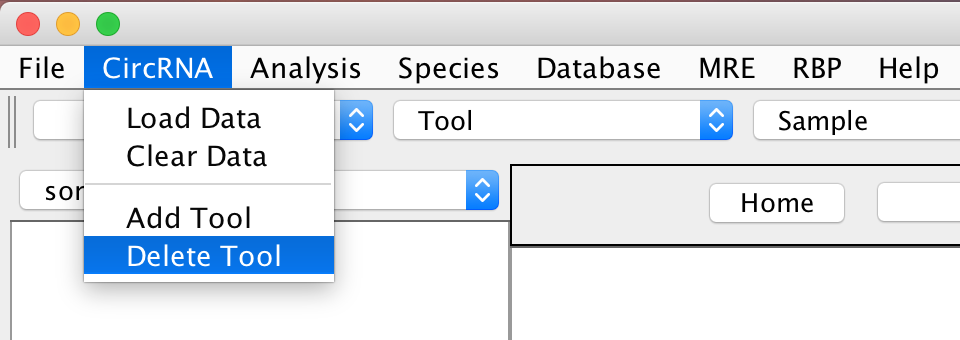 File CircRNA Analysis Species Database MRE RBP Help
Load Data
Tool
Sample
Clear Data
Add Tool
Home
Delete Tool